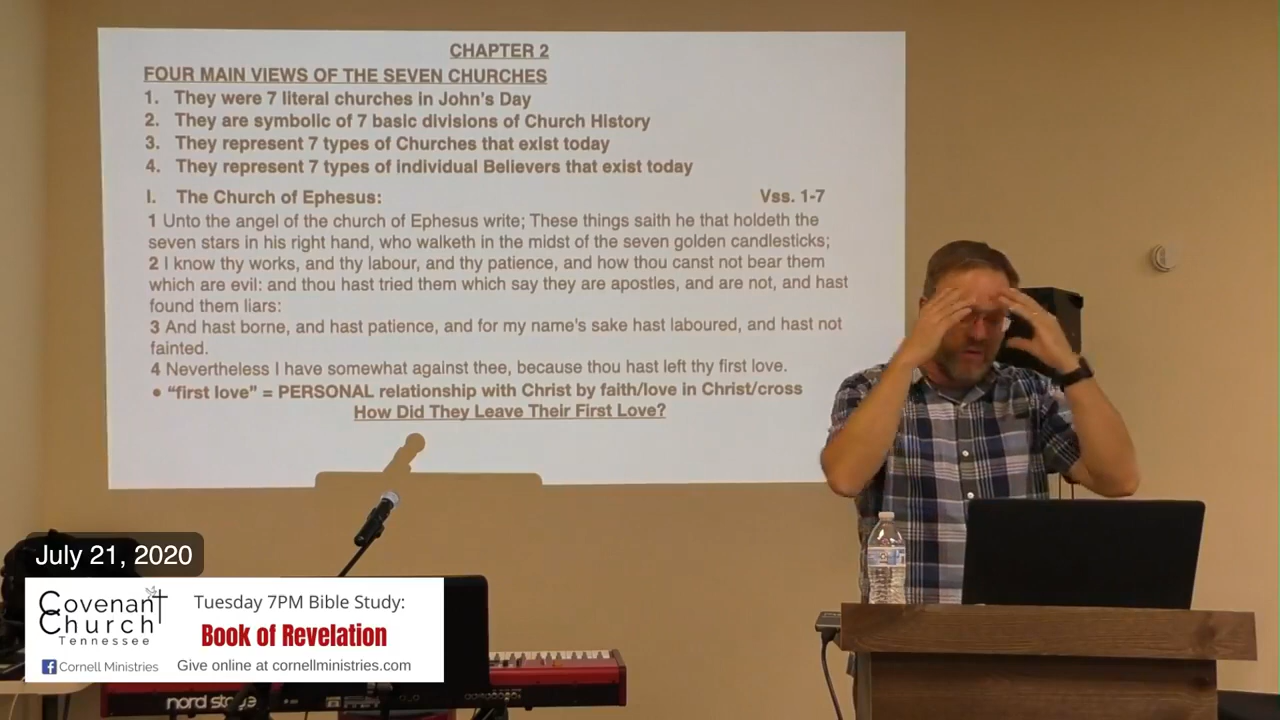 CHAPTER 2
FOUR MAIN VIEWS OF THE SEVEN CHURCHES
1. They were 7 literal churches in John's Day
2. They are symbolic of 7 basic divisions of Church History
3. They represent 7 types of Churches that exist today
4. They represent 7 types of individual Believers that exist today
I. The Church of Ephesus: Vss. 1-7
1 Unto the angel of the church of Ephesus write; These things saith he that holdeth the
seven stars in his right hand, who walketh in the midst of the seven golden candlesticks;
2 I know thy works, and thy labour, and thy patience, and how thou canst not bear them
which are evil: and thou hast tried them which say they are apostles, and are not, and hast
found them liars:
3 And hast borne, and hast patience, and for my name's sake hast laboured, and hast not
fainted.
4 Nevertheless I have somewhat against thee, because thou hast left thy first love.
• “first love” = PERSONAL relationship with Christ by faith/love in Christ/cross
How Did They Leave Their First Love?
July 21, 2020
Covenant
Church
Tennessee
Cornell Ministries
Tuesday 7PM Bible Study:
Book of Revelation
Give online at cornellministries.com
nord stage